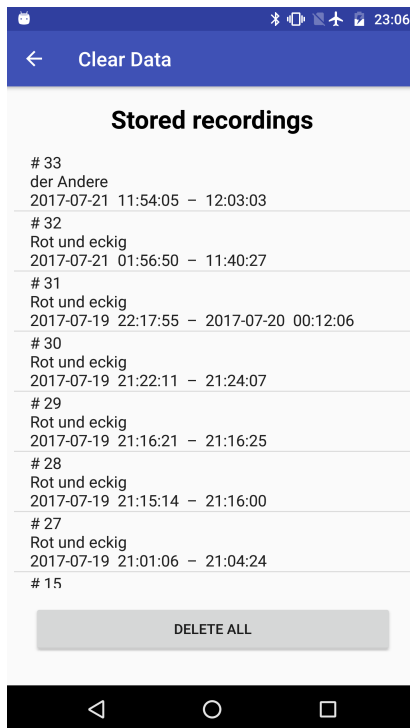 23:06
Clear Data
Stored recordings
# 33
der Andere
2017-07-21 11:54:05 – 12:03:03
# 32
Rot und eckig
2017-07-21 01:56:50 – 11:40:27
# 31
Rot und eckig
2017-07-19 22:17:55 – 2017-07-20 00:12:06
# 30
Rot und eckig
2017-07-19 21:22:11 – 21:24:07
# 29
Rot und eckig
2017-07-19 21:16:21 – 21:16:25
# 28
Rot und eckig
2017-07-19 21:15:14 – 21:16:00
# 27
Rot und eckig
2017-07-19 21:01:06 – 21:04:24
# 15
DELETE ALL